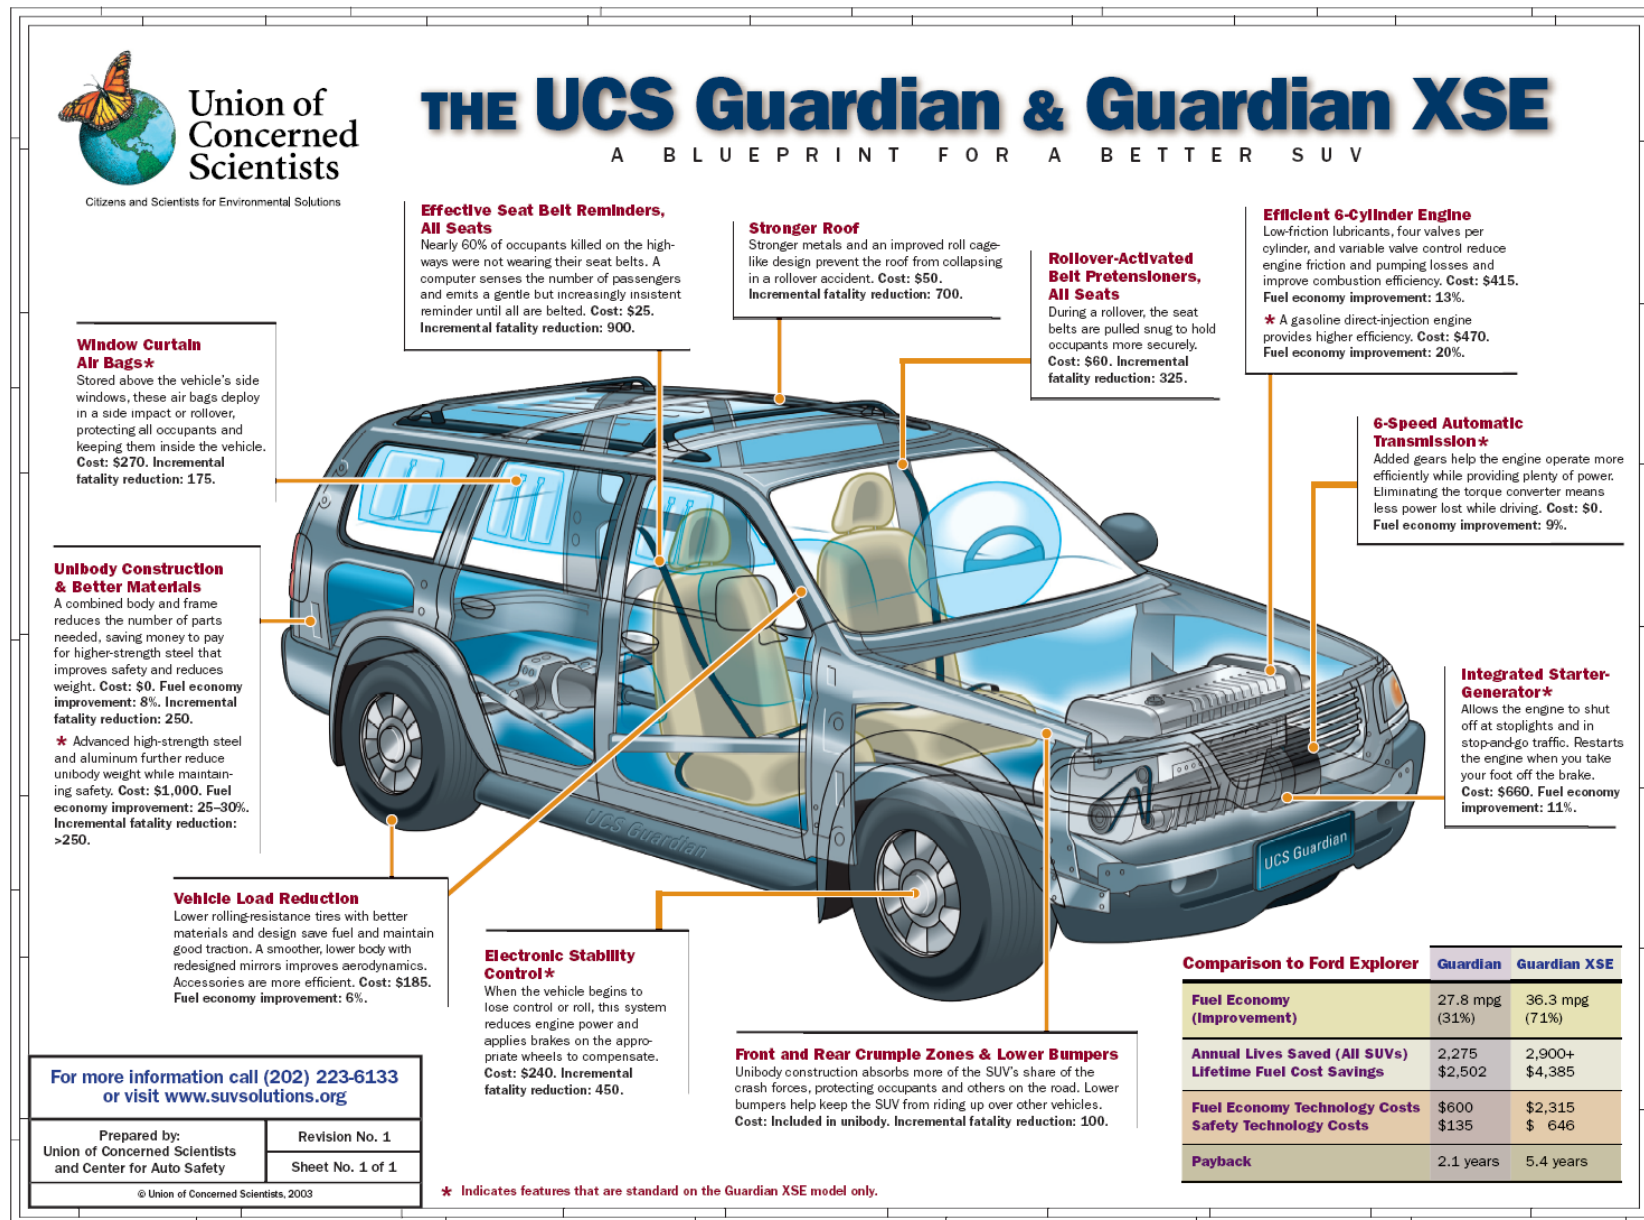 Union of
Concerned
Scientists
Citizens and Scientists for Environmental Solutions
THE UCS Guardian & Guardian XSE
A BLUEPRINT FOR A BETTER SUV
Effective Seat Belt Reminders,
All Seats
Nearly 60% of occupants killed on the high-
ways were not wearing their seat belts. A
computer senses the number of passengers
and emits a gentle but increasingly insistent
reminder until all are belted. Cost: $25.
Incremental fatality reduction: 900.
Stronger Roof
Stronger metals and an improved roll cage-
like design prevent the roof from collapsing
in a rollover accident. Cost: $50.
Incremental fatality reduction: 700.
Rollover-Activated
Belt Pretensioners,
All Seats
During a rollover, the seat
belts are pulled snug to hold
occupants more securely.
Cost: $60. Incremental
fatality reduction: 325.
Efficient 6-Cylinder Engine
Low-friction lubricants, four valves per
cylinder, and variable valve control reduce
engine friction and pumping losses and
improve combustion efficiency. Cost: $415.
Fuel economy improvement: 13%.
* A gasoline direct-injection engine
provides higher efficiency. Cost: $470.
Fuel economy improvement: 20%.
Window Curtain
Air Bags*
Stored above the vehicle's side
windows, these air bags deploy
in a side impact or rollover,
protecting all occupants and
keeping them inside the vehicle.
Cost: $270. Incremental
fatality reduction: 175.
6-Speed Automatic
Transmission*
Added gears help the engine operate more
efficiently while providing plenty of power.
Eliminating the torque converter means
less power lost while driving. Cost: $0.
Fuel economy improvement: 9%.
Unibody Construction
& Better Materials
A combined body and frame
reduces the number of parts
needed, saving money to pay
for higher-strength steel that
improves safety and reduces
weight. Cost: $0. Fuel economy
improvement: 8%. Incremental
fatality reduction: 250.
* Advanced high-strength steel
and aluminum further reduce
unibody weight while maintain-
ing safety. Cost: $1,000. Fuel
economy improvement: 25–30%.
Incremental fatality reduction:
>250.
Integrated Starter-
Generator*
Allows the engine to shut
off at stoplights and in
stop-and-go traffic. Restarts
the engine when you take
your foot off the brake.
Cost: $660. Fuel economy
improvement: 11%.
UCS Guardian
UCS Guardian
Vehicle Load Reduction
Lower rolling-resistance tires with better
materials and design save fuel and maintain
good traction. A smoother, lower body with
redesigned mirrors improves aerodynamics.
Accessories are more efficient. Cost: $185.
Fuel economy improvement: 6%.
Electronic Stability
Control*
When the vehicle begins to
lose control or roll, this system
reduces engine power and
applies brakes on the appro-
priate wheels to compensate.
Cost: $240. Incremental
fatality reduction: 450.
Front and Rear Crumple Zones & Lower Bumpers
Unibody construction absorbs more of the SUV's share of the
crash forces, protecting occupants and others on the road. Lower
bumpers help keep the SUV from riding up over other vehicles.
Cost: Included in unibody. Incremental fatality reduction: 100.
Comparison to Ford Explorer Guardian Guardian XSE
Fuel Economy 27.8 mpg 36.3 mpg
(Improvement) (31%) (71%)
Annual Lives Saved (All SUVs) 2,275 2,900+
Lifetime Fuel Cost Savings $2,502 $4,385
Fuel Economy Technology Costs $600 $2,315
Safety Technology Costs $135 $ 646
Payback 2.1 years 5.4 years
For more information call (202) 223-6133
or visit www.suvsolutions.org
Prepared by:
Union of Concerned Scientists
and Center for Auto Safety
Revision No. 1
Sheet No. 1 of 1
© Union of Concerned Scientists, 2003
* Indicates features that are standard on the Guardian XSE model only.